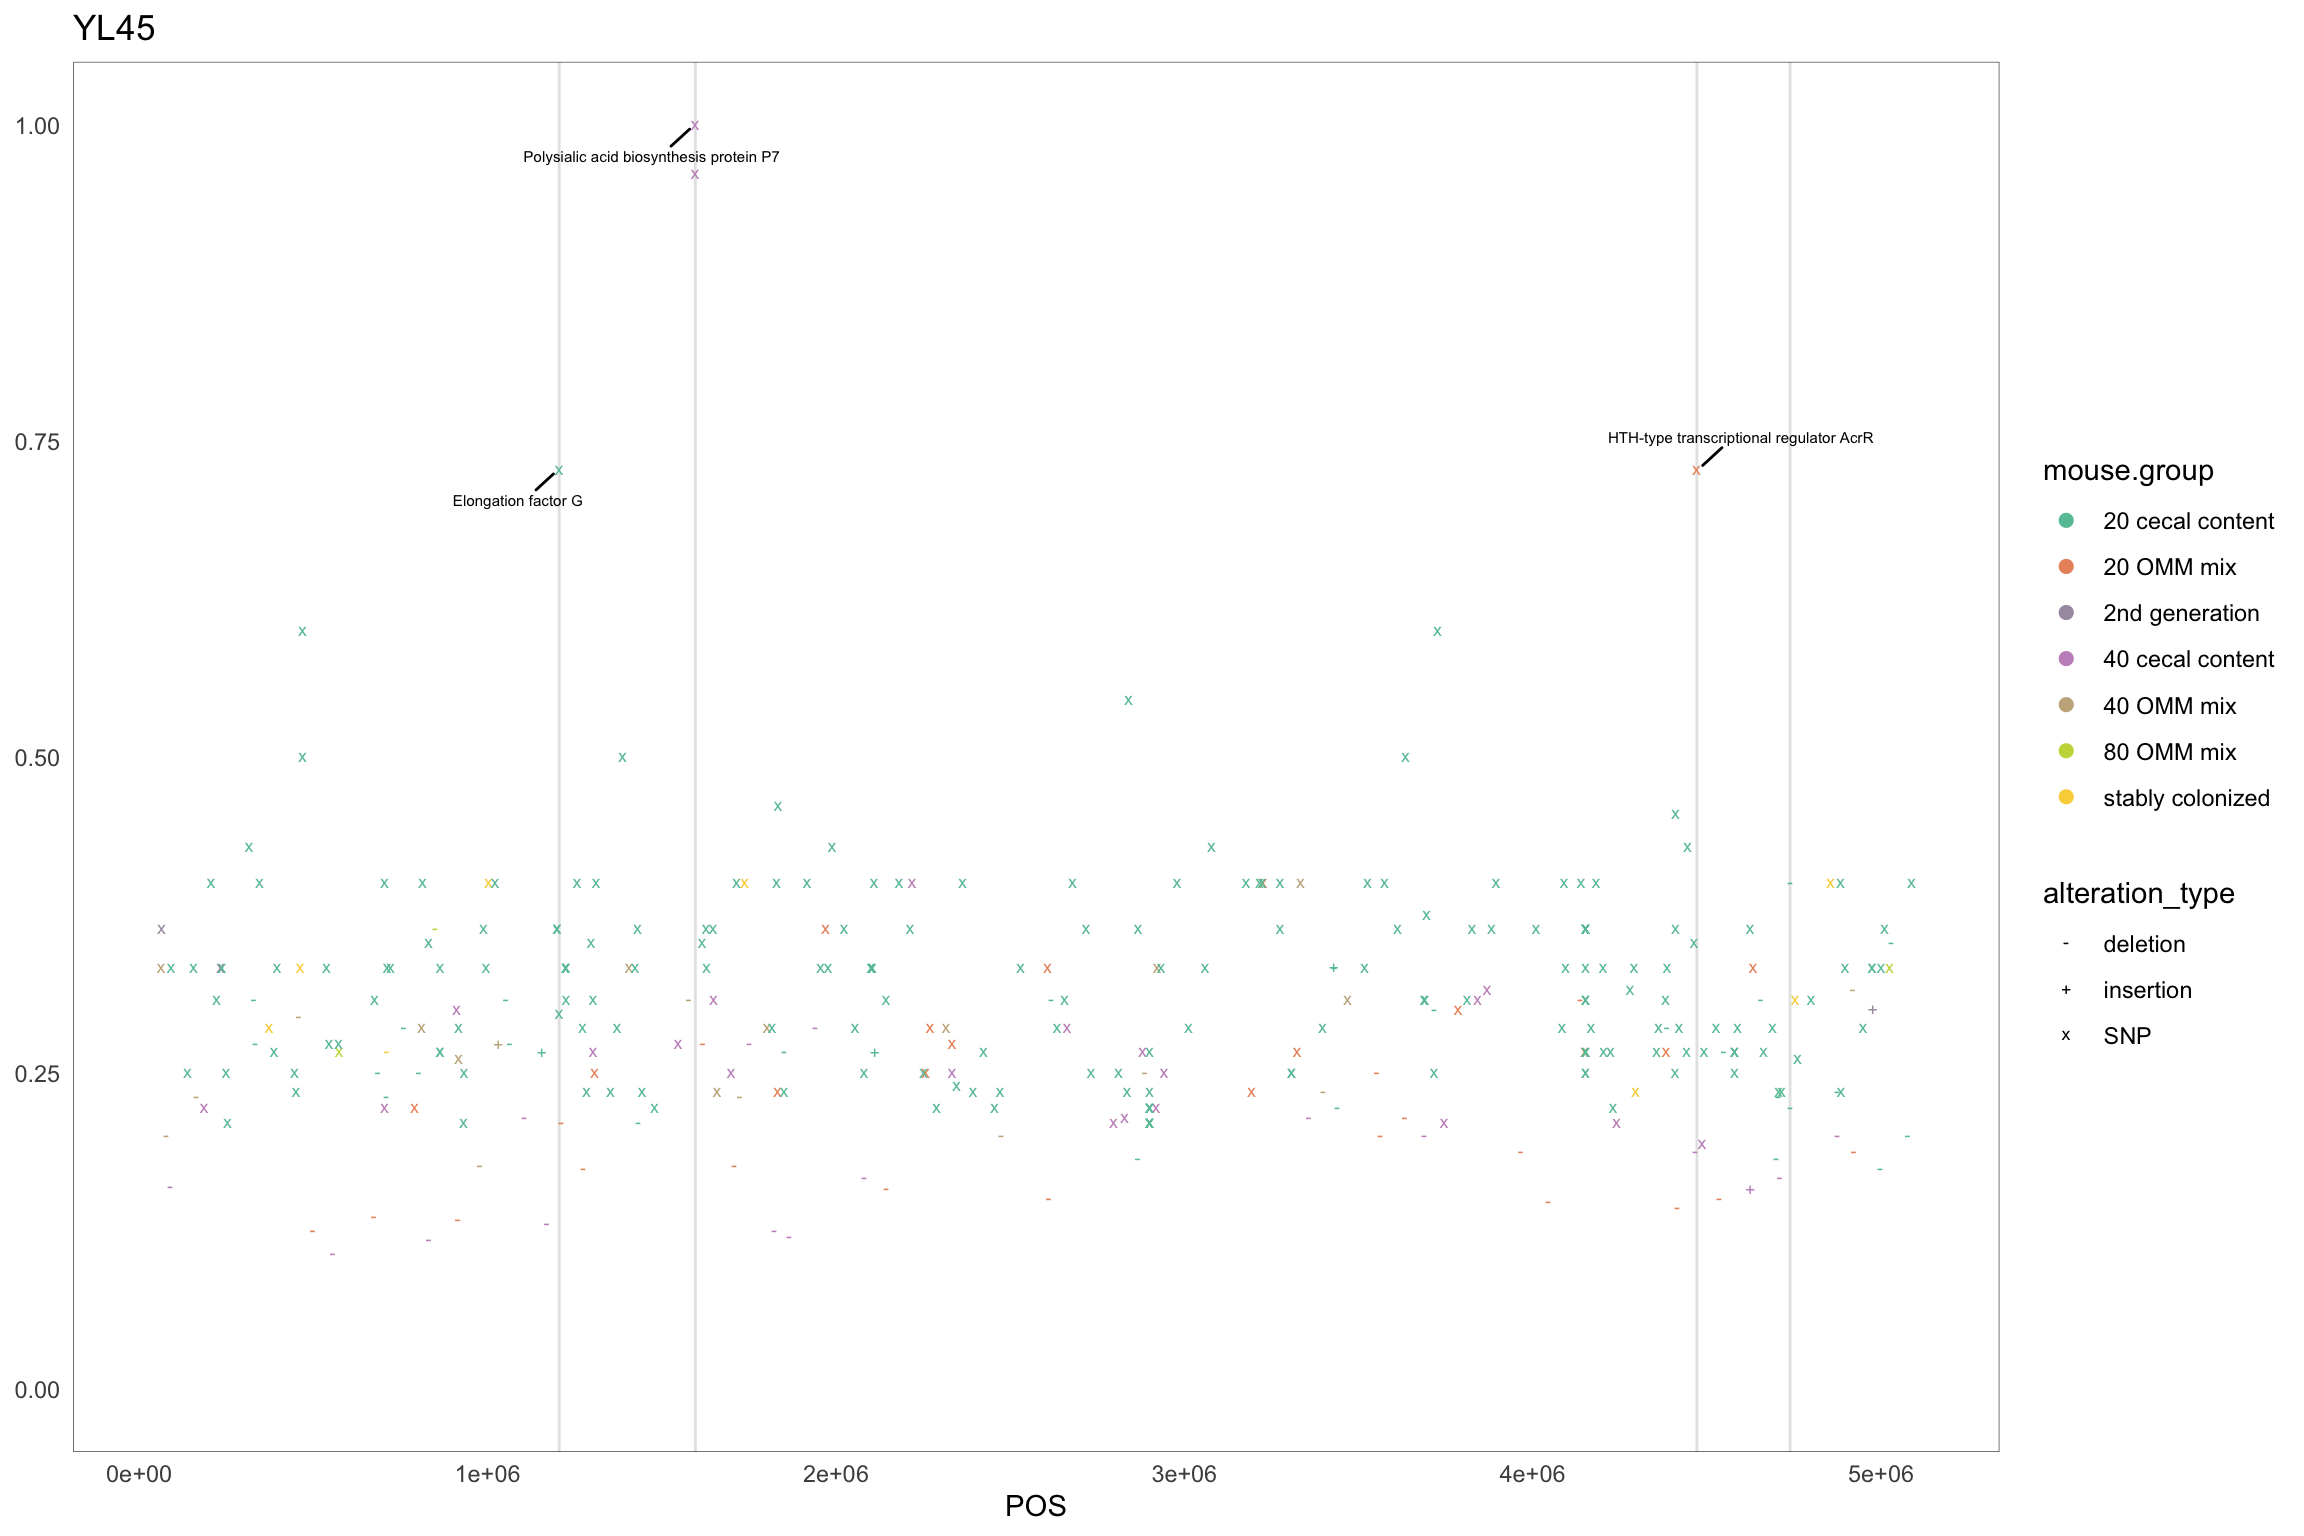 YL45
1.00
Polysialic acid biosynthesis protein P7
0.75
HTH-type transcriptional regulator AcrR
Elongation factor G
0.50
0.25
0.00
0e+00 1e+06 2e+06 3e+06 4e+06 5e+06
POS
mouse.group
20 cecal content
20 OMM mix
2nd generation
40 cecal content
40 OMM mix
80 OMM mix
stably colonized
alteration_type
- deletion
+ insertion
x SNP